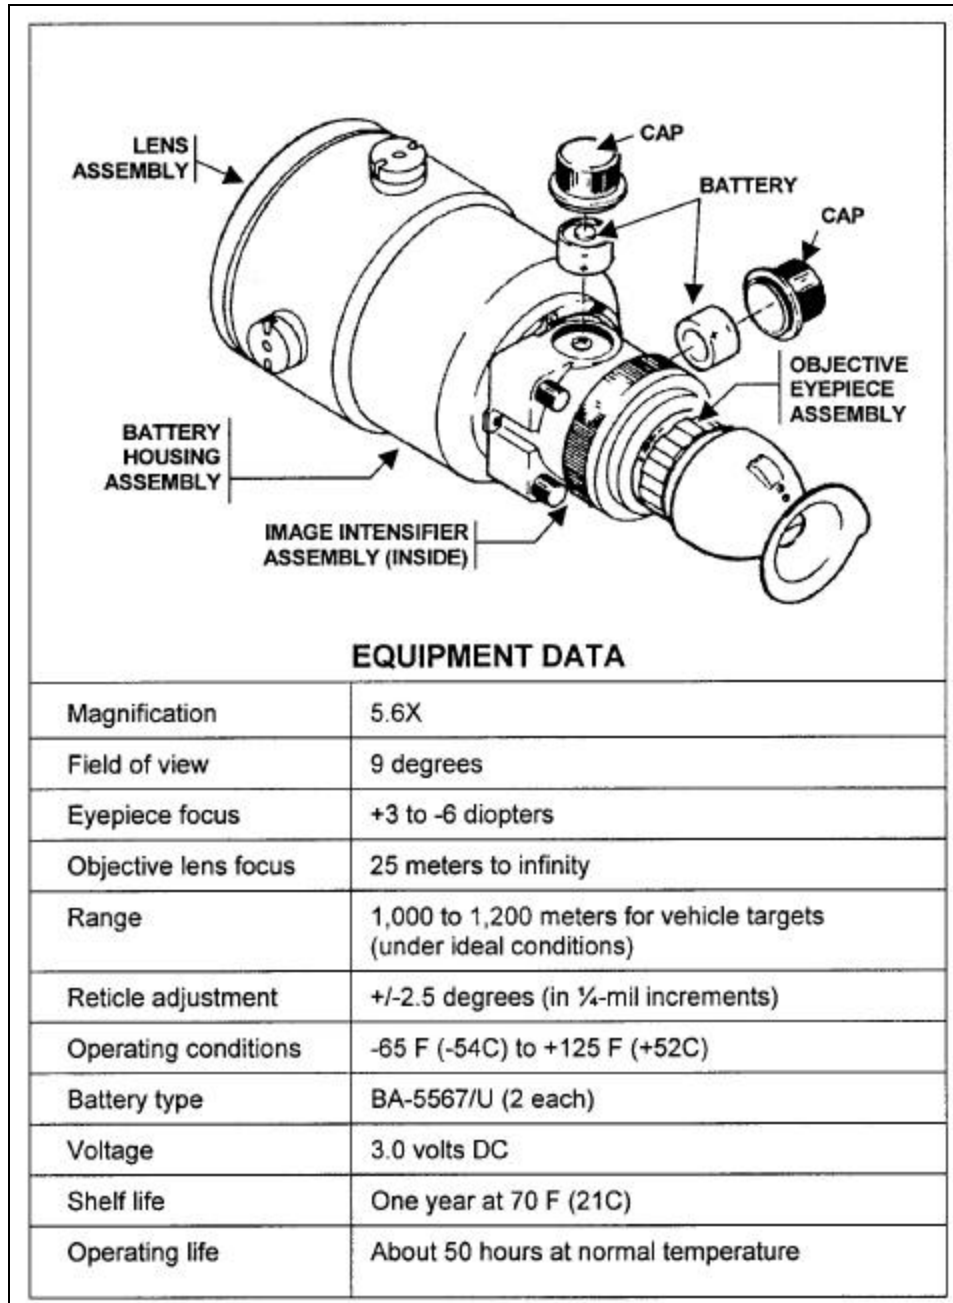 LENS
ASSEMBLY
CAP
BATTERY
CAP
OBJECTIVE
EYEPIECE
ASSEMBLY
BATTERY
HOUSING
ASSEMBLY
IMAGE INTENSIFIER
ASSEMBLY (INSIDE)
EQUIPMENT DATA
Magnification 5.6X
Field of view 9 degrees
Eyepiece focus +3 to -6 diopters
Objective lens focus 25 meters to infinity
Range 1,000 to 1,200 meters for vehicle targets
(under ideal conditions)
Reticle adjustment +/-2.5 degrees (in ¼-mil increments)
Operating conditions -65 F (-54C) to +125 F (+52C)
Battery type BA-5567/U (2 each)
Voltage 3.0 volts DC
Shelf life One year at 70 F (21C)
Operating life About 50 hours at normal temperature